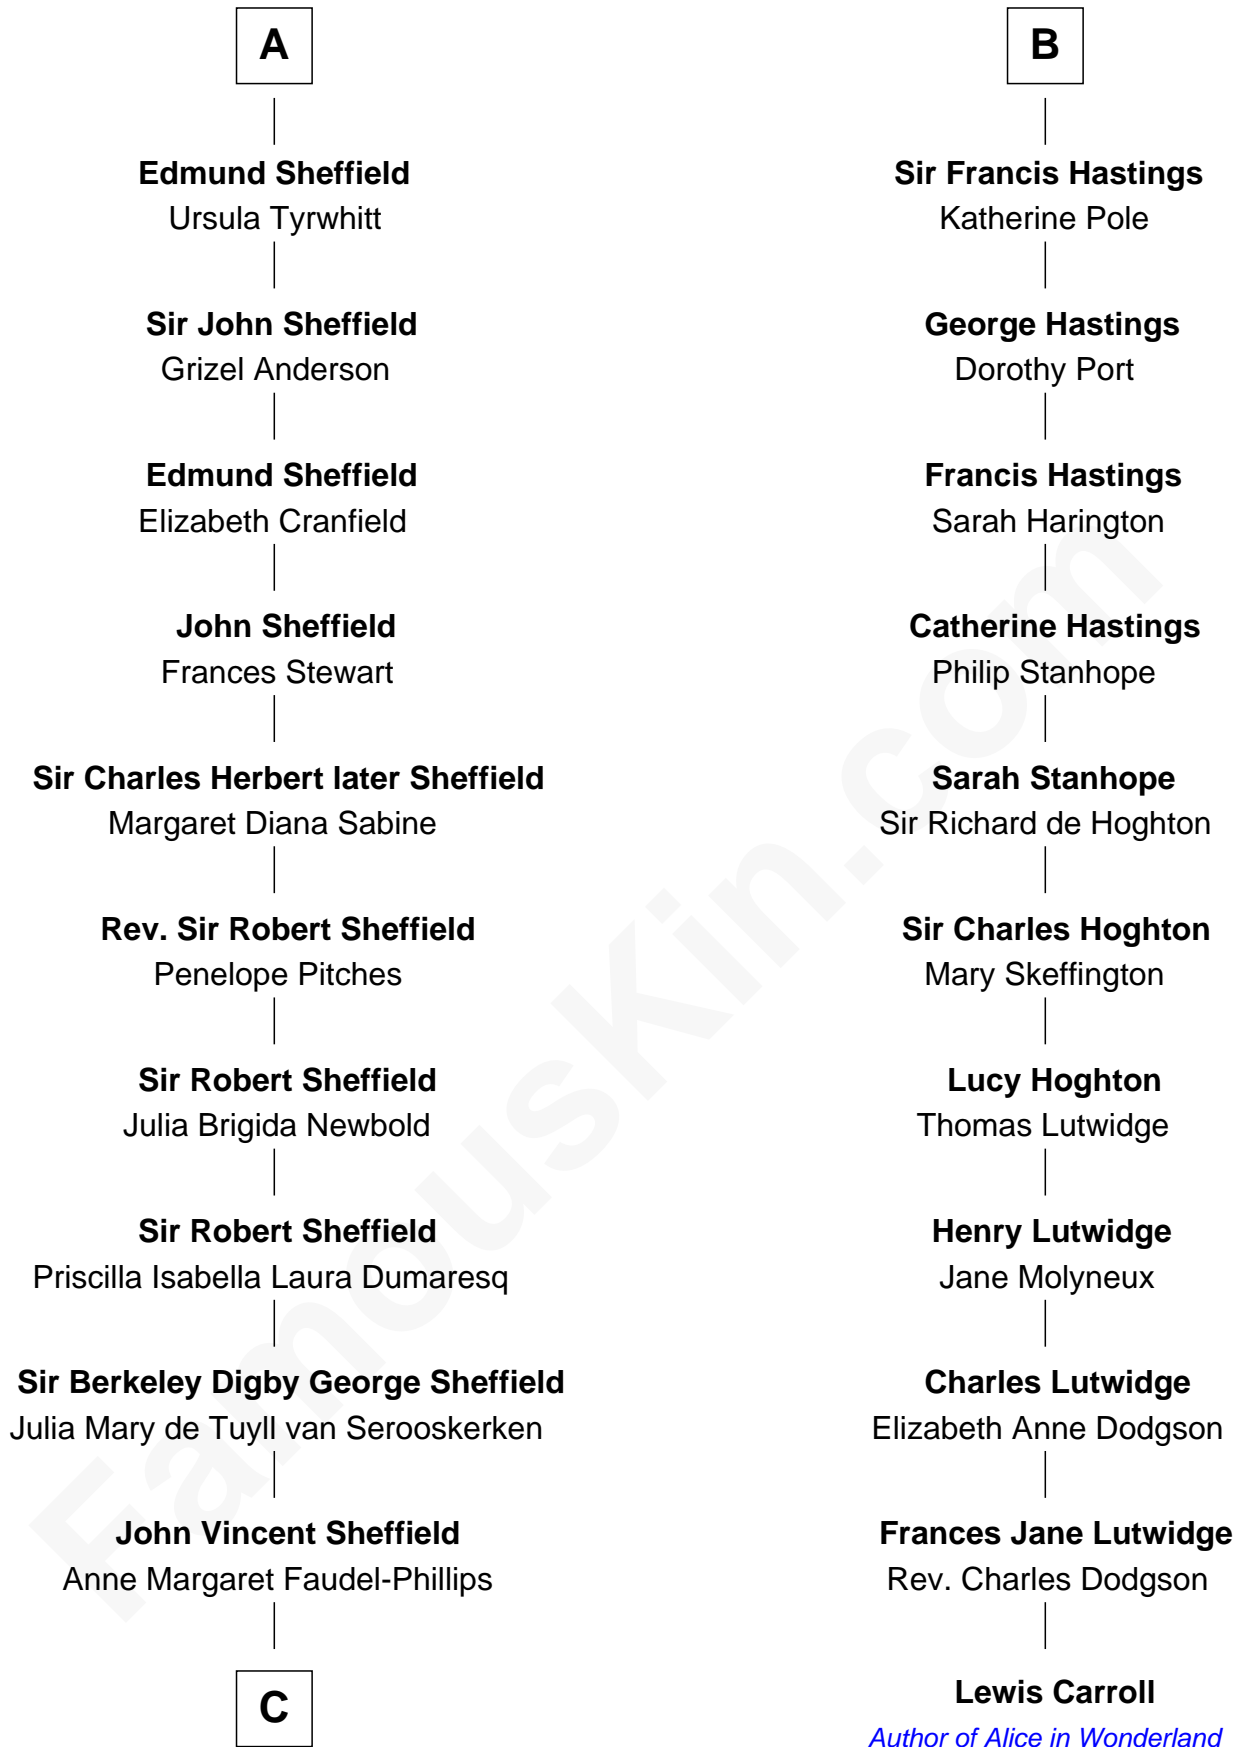 A
Edmund Sheffield
Ursula Tyrwhitt
Sir John Sheffield
Grizel Anderson
Edmund Sheffield
Elizabeth Cranfield
John Sheffield
Frances Stewart
Sir Charles Herbert later Sheffield
Margaret Diana Sabine
Rev. Sir Robert Sheffield
Penelope Pitches
Sir Robert Sheffield
Julia Brigida Newbold
Sir Robert Sheffield
Priscilla Isabella Laura Dumaresq
Sir Berkeley Digby George Sheffield
Julia Mary de Tuyll van Serooskerken
John Vincent Sheffield
Anne Margaret Faudel-Phillips
C
B
Sir Francis Hastings
Katherine Pole
George Hastings
Dorothy Port
Francis Hastings
Sarah Harington
Catherine Hastings
Philip Stanhope
Sarah Stanhope
Sir Richard de Hoghton
Sir Charles Hoghton
Mary Skeffington
Lucy Hoghton
Thomas Lutwidge
Henry Lutwidge
Jane Molyneux
Charles Lutwidge
Elizabeth Anne Dodgson
Frances Jane Lutwidge
Rev. Charles Dodgson
Lewis Carroll
Author of Alice in Wonderland
FamousKin.com